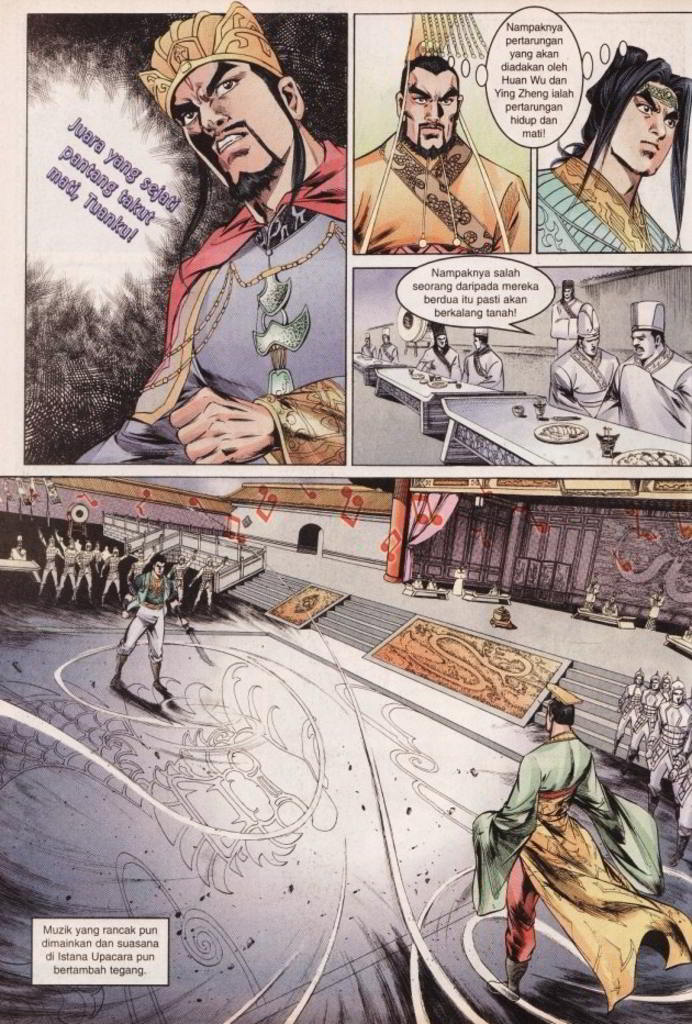 Juara yang sejati
pantang takut
mati, Tuanku!
Nampaknya
pertarungan
yang akan
diadakan oleh
Huan Wu dan
Ying Zheng ialah
pertarungan
hidup dan
mati!
Nampaknya salah
seorang daripada mereka
berdua itu pasti akan
berkalang tanah!
Muzik yang rancak pun
dimainkan dan suasana
di Istana Upacara pun
bertambah tegang.